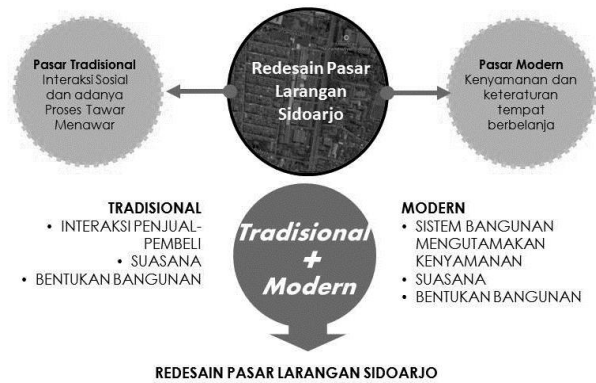 Pasar Tradisional
Interaksi Sosial
dan adanya
Proses Tawar
Menawar
Redesain Pasar
Larangan
Sidoarjo
Pasar Modern
Kenyamanan dan
keteraturan
tempat
berbelanja
TRADISIONAL
• INTERAKSI PENJUAL-
PEMBELI
• SUASANA
• BENTUKAN BANGUNAN
Tradisional
+
Modern
MODERN
• SISTEM BANGUNAN
MENGUTAMAKAN
KENYAMANAN
• SUASANA
• BENTUKAN BANGUNAN
REDESAIN PASAR LARANGAN SIDOARJO